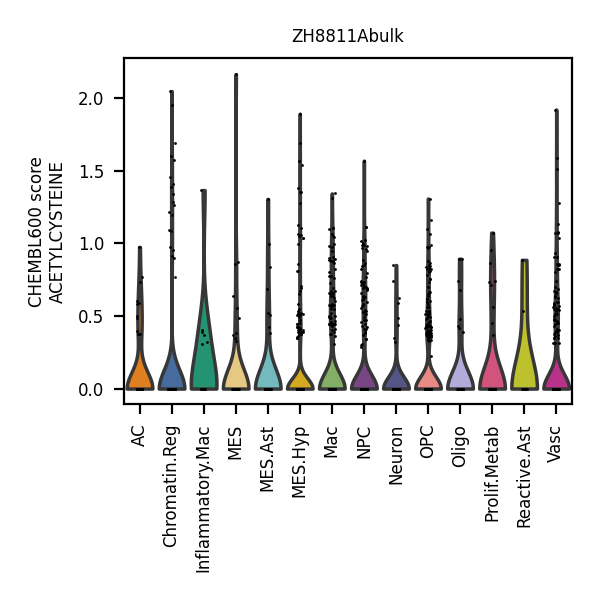 ZH8811Abulk
CHEMBL600 score
ACETYLCYSTEINE
2.0
1.5
1.0
0.5
0.0
AC
Chromatin.Reg
Inflammatory.Mac
MES
MES.Ast
MES.Hyp
Mac
NPC
Neuron
OPC
Oligo
Prolif.Metab
Reactive.Ast
Vasc